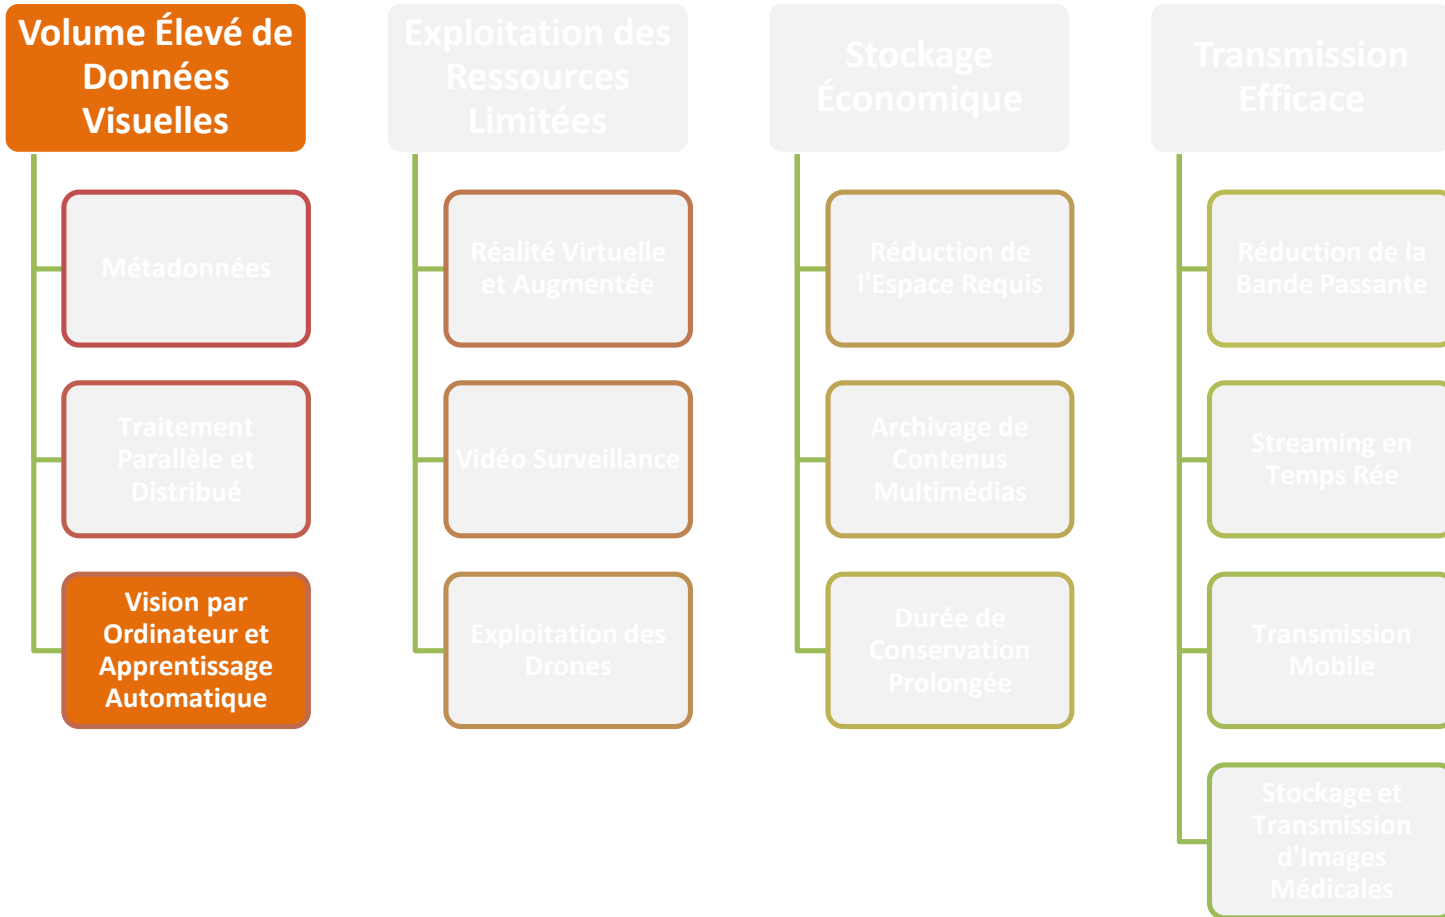 Volume Élevé de
Données
Visuelles
Métadonnées
Traitement
Parallèle et
Distribué
Vision par
Ordinateur et
Apprentissage
Automatique
Exploitation des
Ressources
Limitées
Réalité Virtuelle
et Augmentée
Vidéo Surveillance
Exploitation des
Drones
Stockage
Économique
Réduction de
l'Espace Requis
Archivage de
Contenus
Multimédias
Durée de
Conservation
Prolongée
Transmission
Efficace
Réduction de la
Bande Passante
Streaming en
Temps Rée
Transmission
Mobile
Stockage et
Transmission
d'Images
Médicales